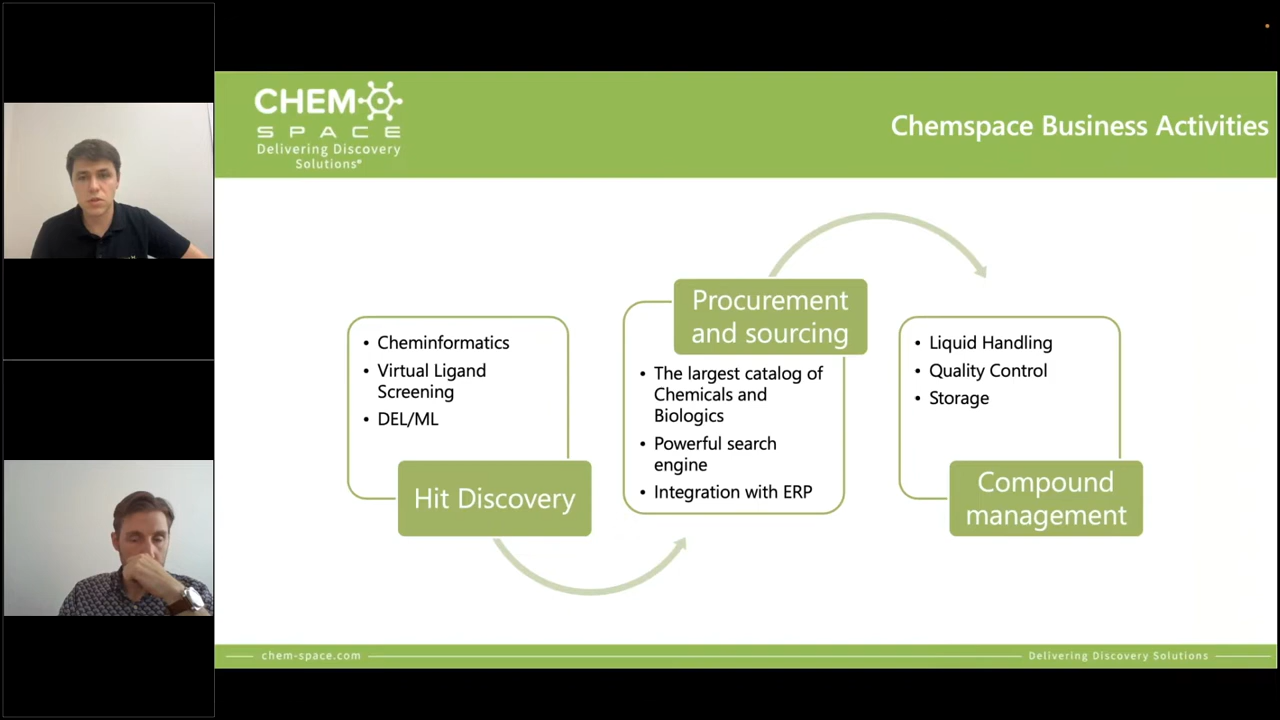 CHEM
SPACE
Delivering Discovery
Solutions®
Chemspace Business Activities
• Cheminformatics
• Virtual Ligand
Screening
• DEL/ML
Hit Discovery
Procurement
and sourcing
• The largest catalog of
Chemicals and
Biologics
• Powerful search
engine
• Integration with ERP
• Liquid Handling
• Quality Control
• Storage
Compound
management
chem-space.com
Delivering Discovery Solutions